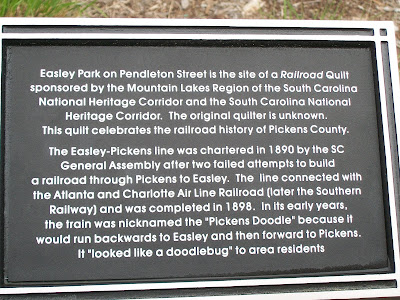 Easley Park on Pendleton Street is the site of a Railroad Quilt
sponsored by the Mountain Lakes Region of the South Carolina
National Heritage Corridor and the South Carolina National
Heritage Corridor. The original quilter is unknown.
This quilt celebrates the railroad history of Pickens County.
The Easley-Pickens line was chartered in 1890 by the SC
General Assembly after two failed attempts to build
a railroad through Pickens to Easley. The line connected with
the Atlanta and Charlotte Air Line Railroad (later the Southern
Railway) and was completed in 1898. In its early years,
the train was nicknamed the "Pickens Doodle" because it
would run backwards to Easley and then forward to Pickens.
It "looked like a doodlebug" to area residents